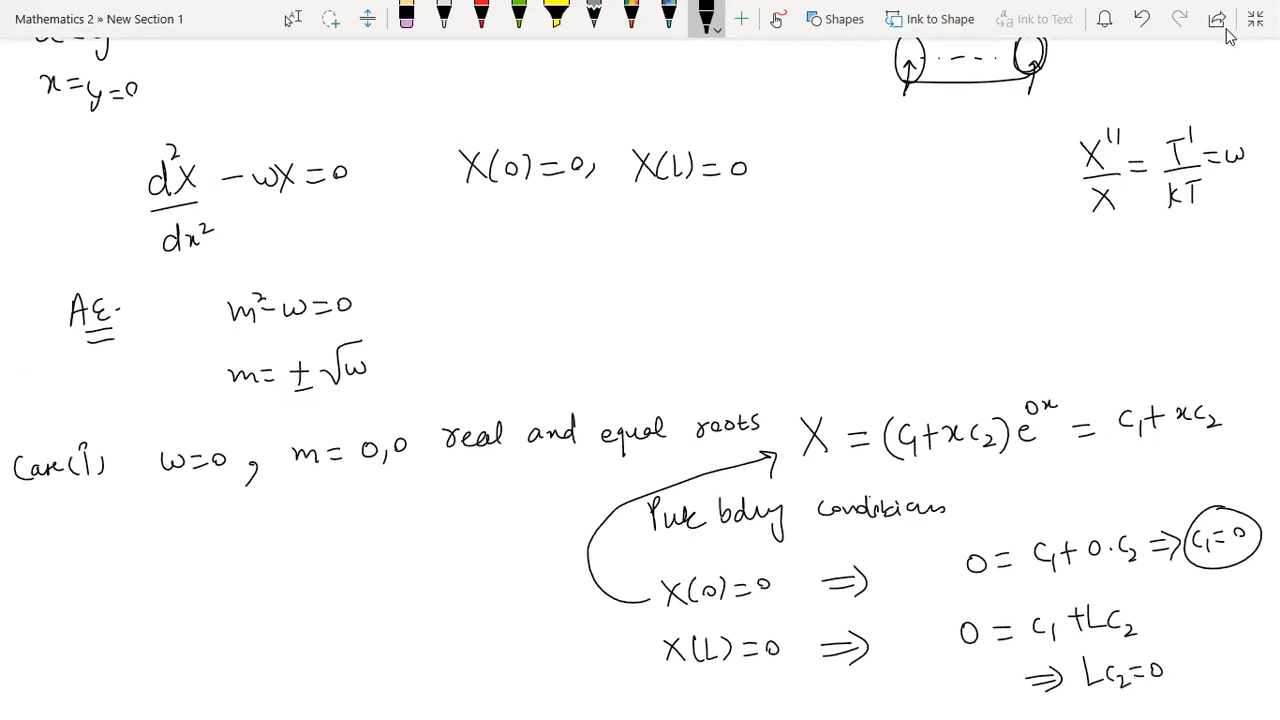 Mathematics 2 » New Section 1 Shapes Ink to Shape Ink to Text
x=y=0
d²X/dx² - wX = 0 X(0)=0, X(L)=0 X''/X = T'/kT = w
AE. m²-w=0
m= ±√w
Case(i) w=0, m=0,0 real and equal roots X = (c₁+xc₂)e^{0x} = c₁+xc₂
Put bdry conditions
X(0)=0 ⇒ 0= c₁+0.c₂ ⇒ c₁=0
X(L)=0 ⇒ 0 = c₁+Lc₂
⇒ Lc₂=0